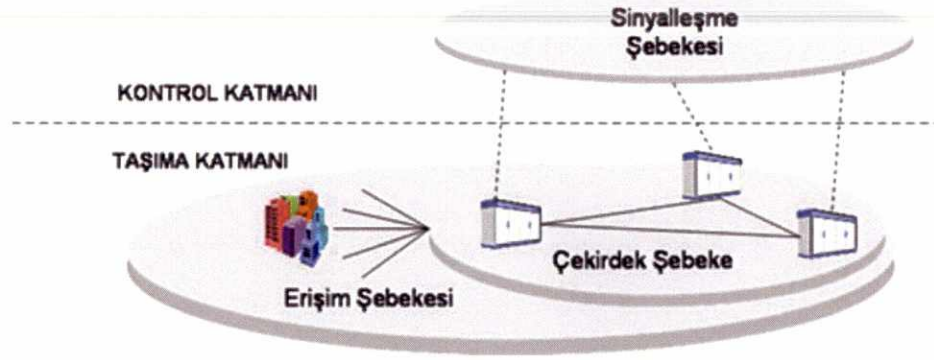 Sinyalleşme
Şebekesi
KONTROL KATMANI
TAŞIMA KATMANI
Çekirdek Şebeke
Erişim Şebekesi